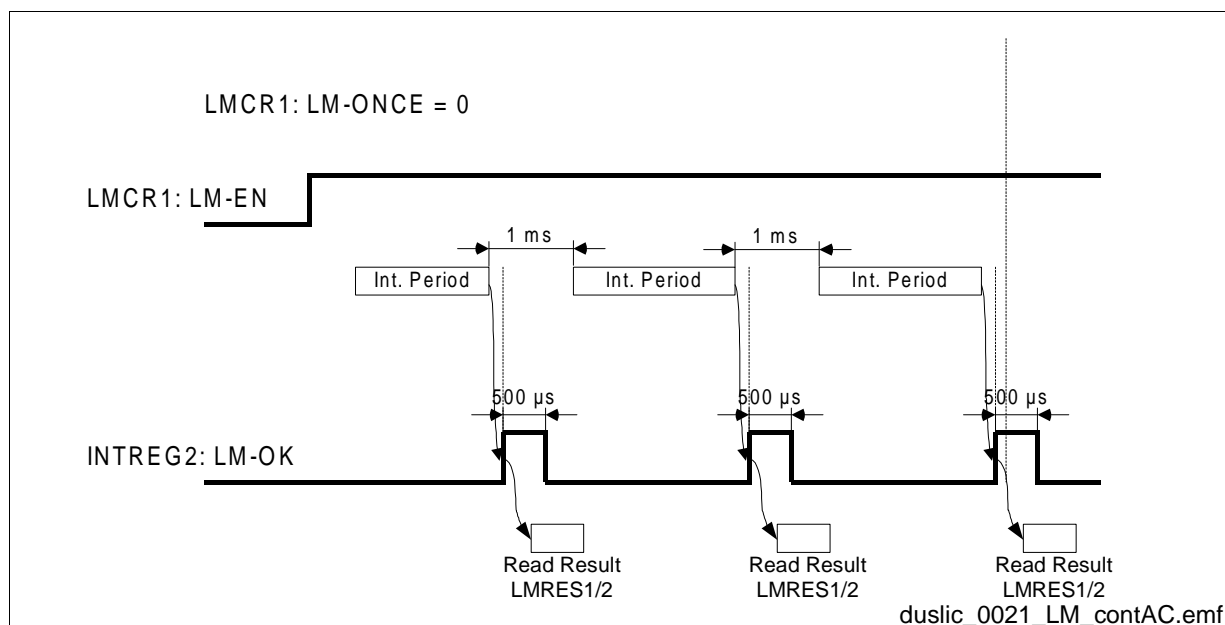 LMCR1: LM-ONCE = 0
LMCR1: LM-EN
1 ms
1 ms
Int. Period
Int. Period
Int. Period
500 µs
500 µs
500 µs
INTREG2: LM-OK
Read Result
LMRES1/2
Read Result
LMRES1/2
Read Result
LMRES1/2
duslic_0021_LM_contAC.emf